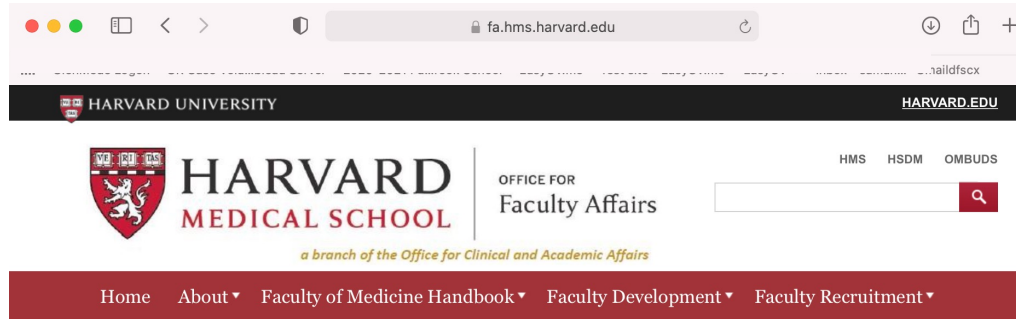 fa.hms.harvard.edu
HARVARD UNIVERSITY
HARVARD.EDU
VE RI TAS
HARVARD
MEDICAL SCHOOL
OFFICE FOR
Faculty Affairs
HMS HSDM OMBUDS
a branch of the Office for Clinical and Academic Affairs
Home About Faculty of Medicine Handbook Faculty Development Faculty Recruitment